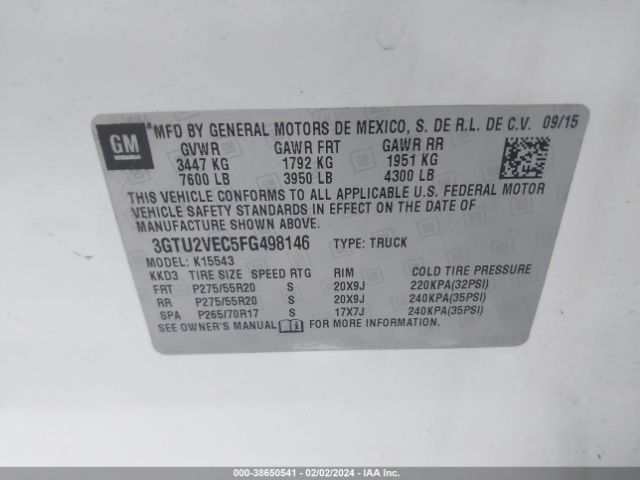 GM
*MFD BY GENERAL MOTORS DE MEXICO, S. DE R.L. DE C.V. 09/15
GVWR GAWR FRT GAWR RR
3447 KG 1792 KG 1951 KG
7600 LB 3950 LB 4300 LB
THIS VEHICLE CONFORMS TO ALL APPLICABLE U.S. FEDERAL MOTOR
VEHICLE SAFETY STANDARDS IN EFFECT ON THE DATE OF
MANUFACTURE SHOWN ABOVE.
3GTU2VEC5FG498146 TYPE: TRUCK
MODEL: K15543
KKD3 TIRE SIZE SPEED RTG RIM COLD TIRE PRESSURE
FRT P275/55R20 S 20X9J 220KPA(32PSI)
RR P275/55R20 S 20X9J 240KPA(35PSI)
SPA P265/70R17 S 17X7J 240KPA(35PSI)
SEE OWNER'S MANUAL FOR MORE INFORMATION.
000-38650541 - 02/02/2024 - IAAI.com